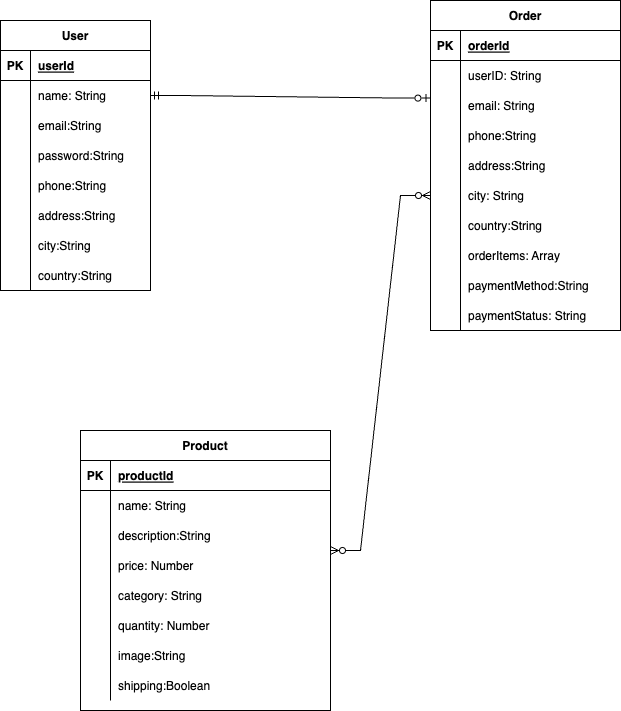 User
PK userId
name: String
email:String
password:String
phone:String
address:String
city:String
country:String
Order
PK orderId
userID: String
email: String
phone:String
address:String
city: String
country:String
orderItems: Array
paymentMethod:String
paymentStatus: String
Product
PK productId
name: String
description:String
price: Number
category: String
quantity: Number
image:String
shipping:Boolean